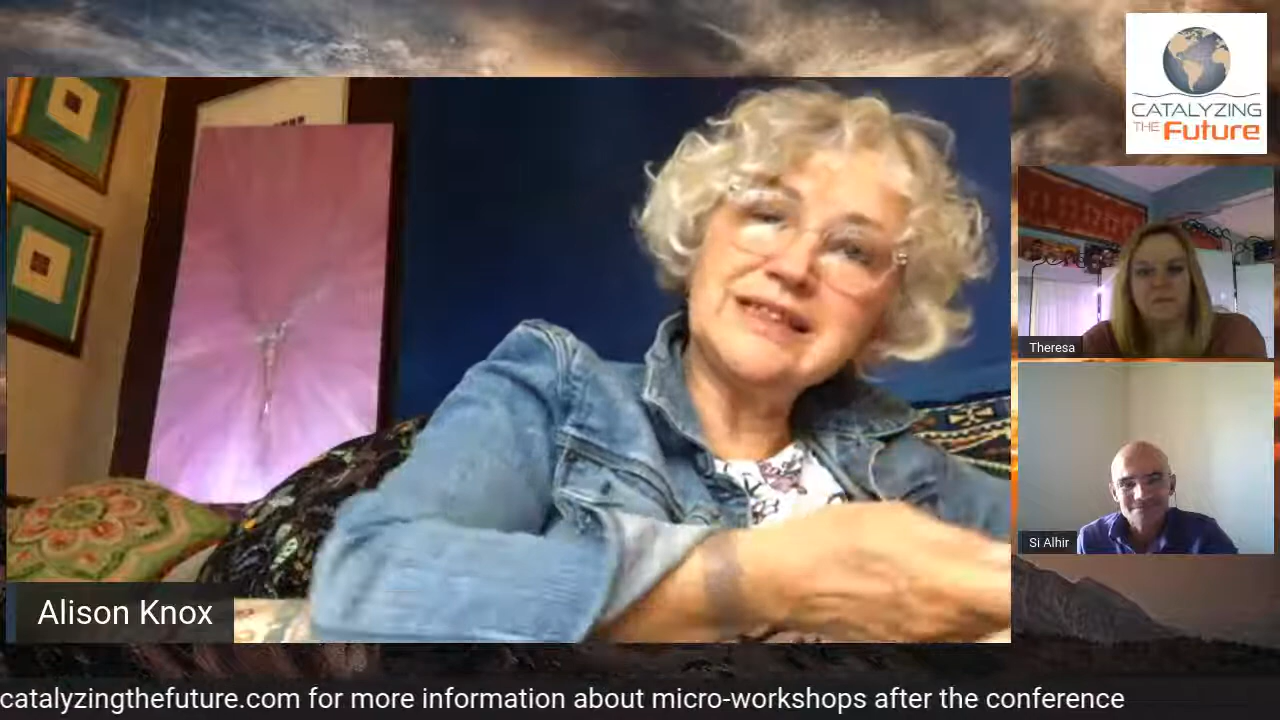 CATALYZING
THE Future
Theresa
Si Alhir
Alison Knox
catalyzingthefuture.com for more information about micro-workshops after the conference